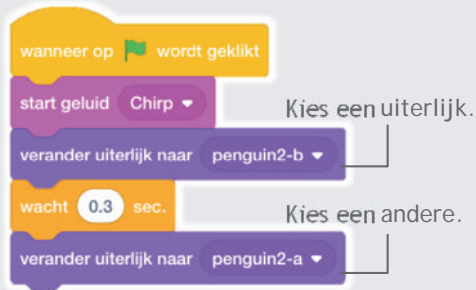 wanneer op wordt geklikt
start geluid Chirp
Kies een uiterlijk.
verander uiterlijk naar penguin2-b
wacht 0.3 sec.
Kies een andere.
verander uiterlijk naar penguin2-a